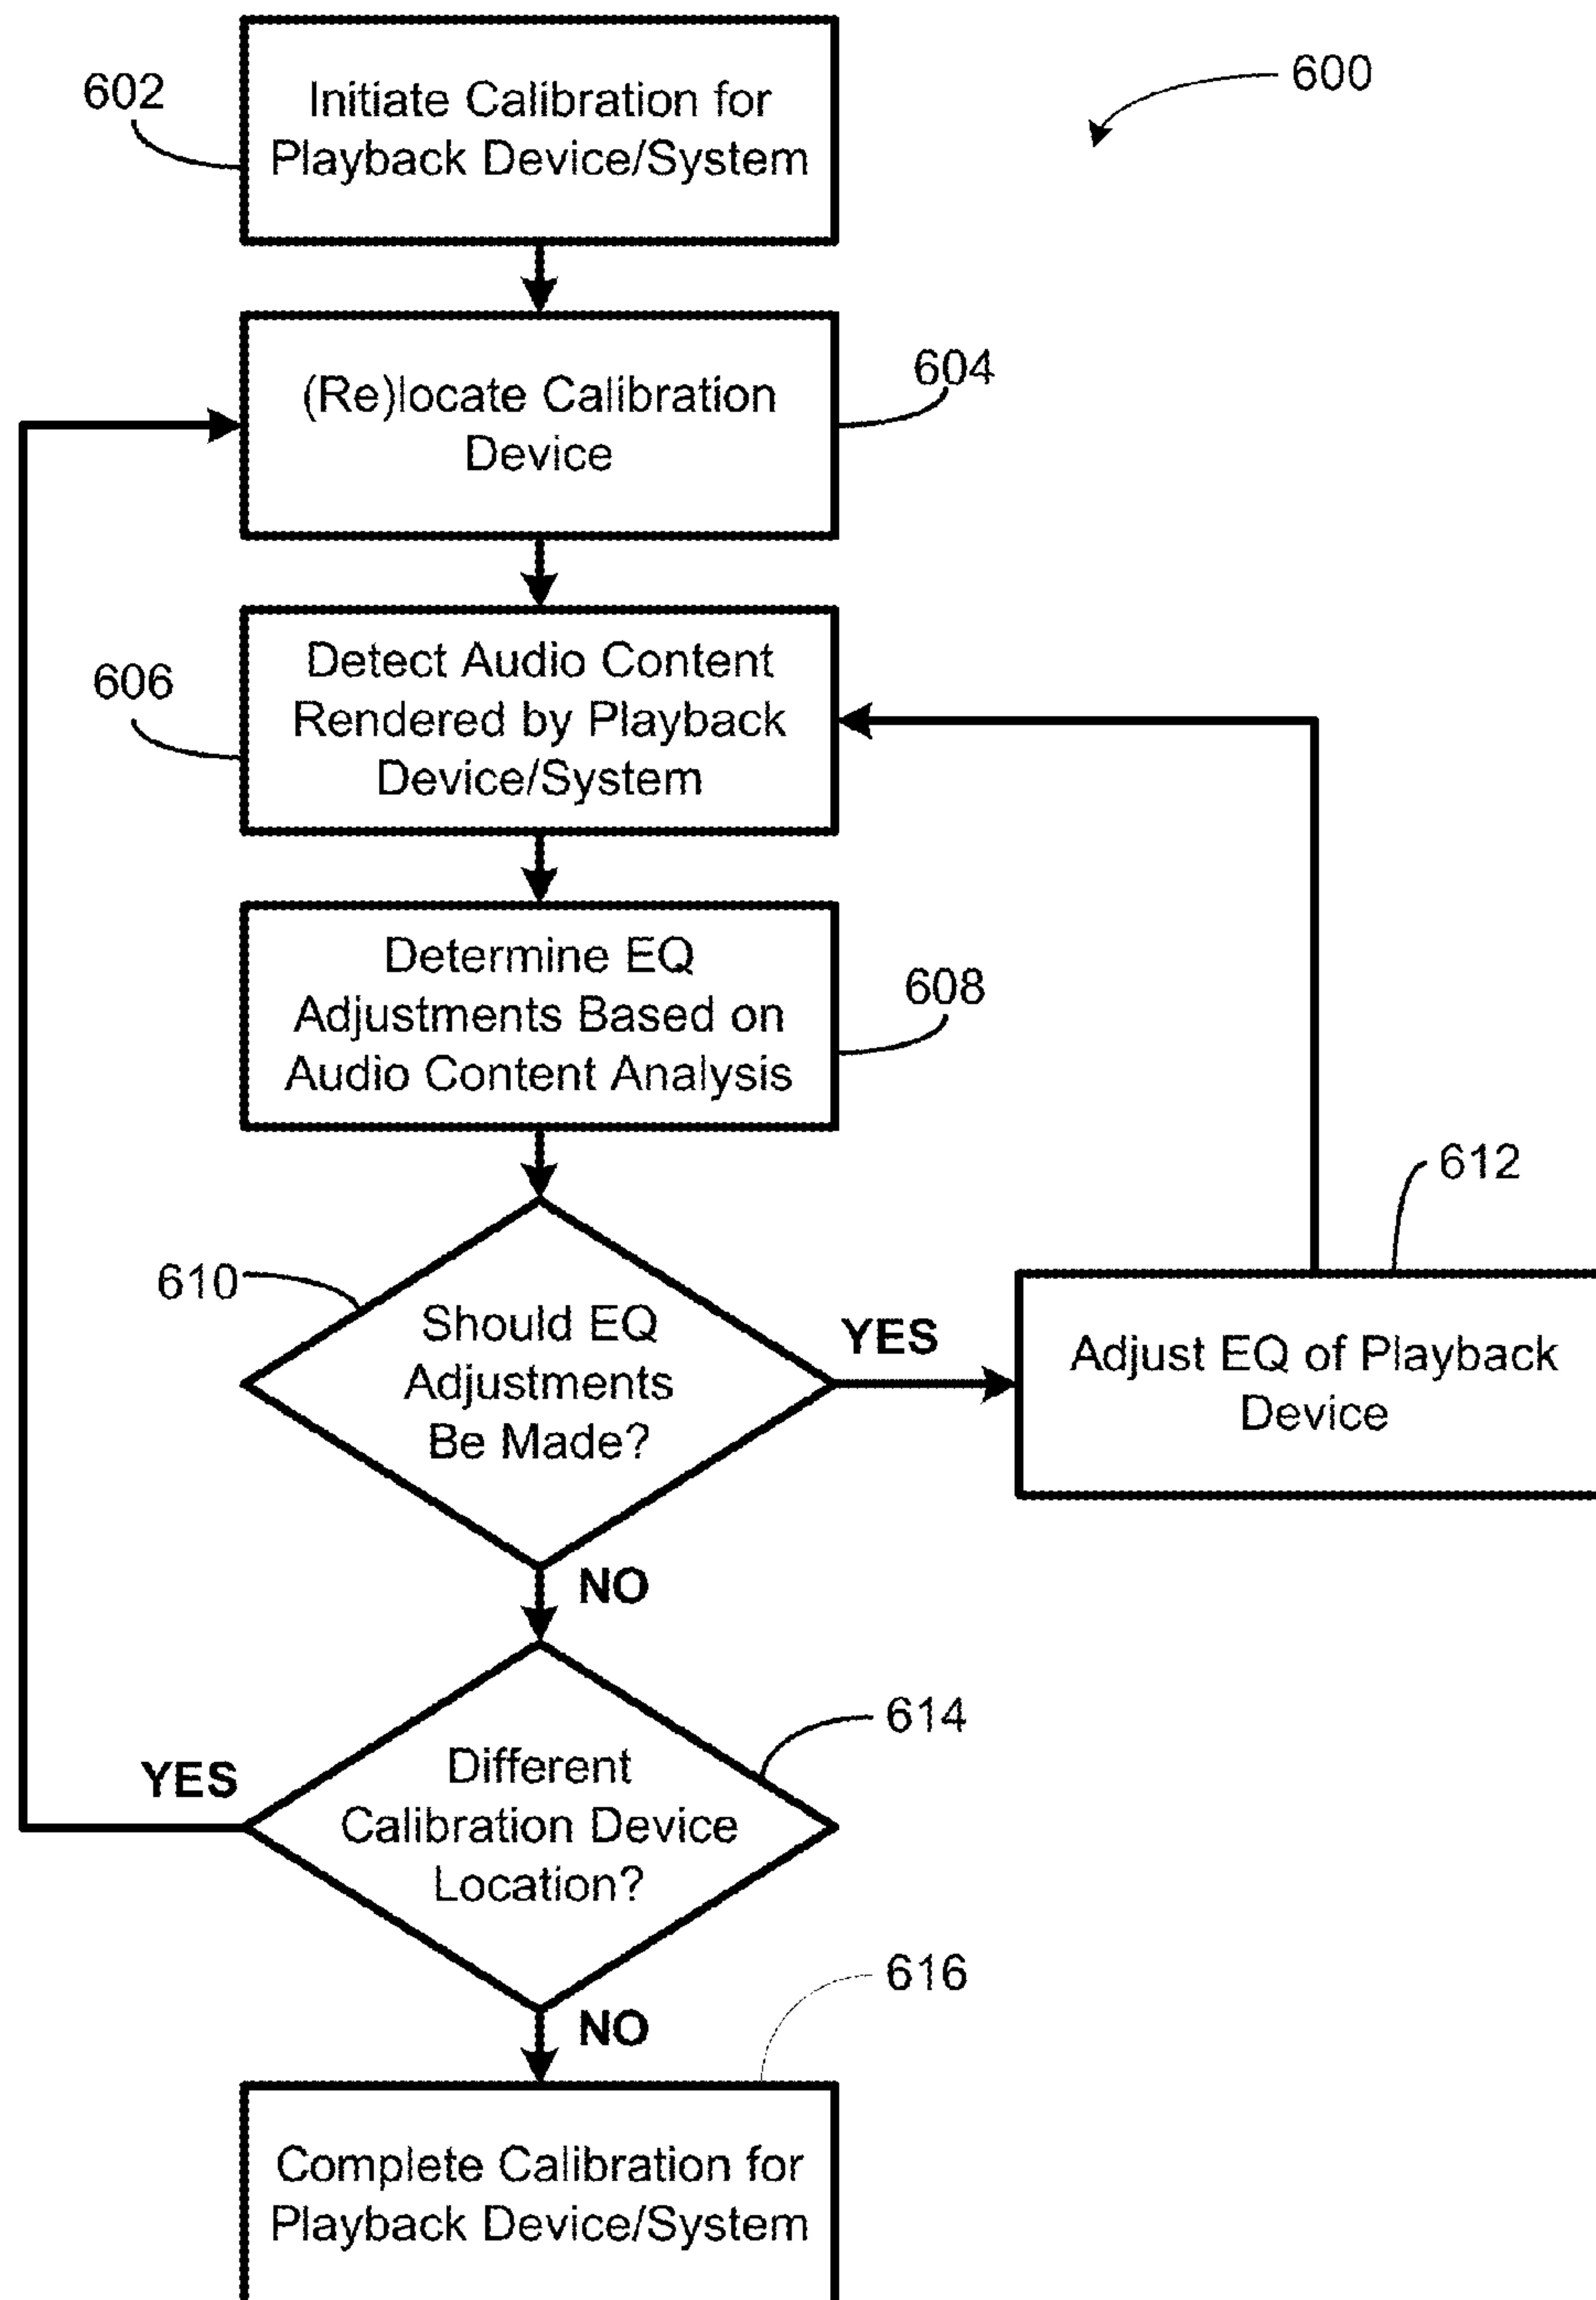 600
602
Initiate Calibration for
Playback Device/System
604
(Re)locate Calibration
Device
606
Detect Audio Content
Rendered by Playback
Device/System
Determine EQ
Adjustments Based on
Audio Content Analysis
608
612
610
Should EQ
Adjustments
Be Made?
YES
Adjust EQ of Playback
Device
NO
614
Different
Calibration Device
Location?
YES
616
NO
Complete Calibration for
Playback Device/System